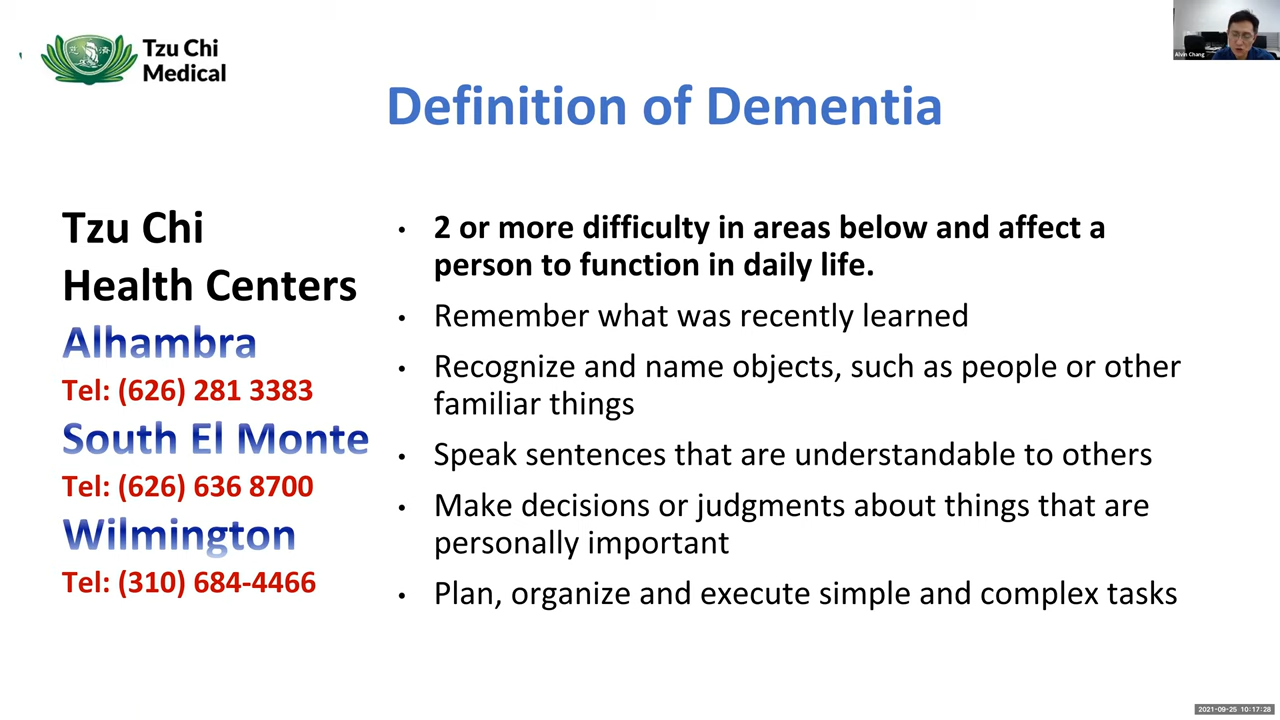 Tzu Chi
Medical
Alvin Chang
Definition of Dementia
Tzu Chi
Health Centers
Alhambra
Tel: (626) 281 3383
South El Monte
Tel: (626) 636 8700
Wilmington
Tel: (310) 684-4466
• 2 or more difficulty in areas below and affect a
person to function in daily life.
• Remember what was recently learned
• Recognize and name objects, such as people or other
familiar things
• Speak sentences that are understandable to others
• Make decisions or judgments about things that are
personally important
• Plan, organize and execute simple and complex tasks
2021-09-25 10:17:28